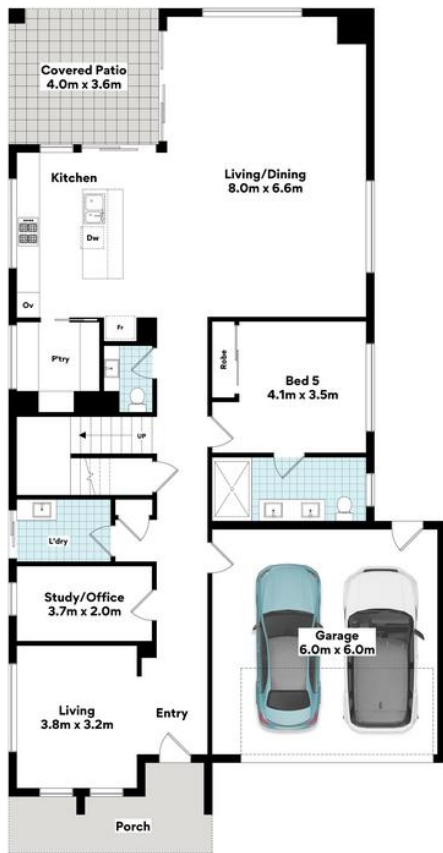 Covered Patio
4.0m x 3.6m
Kitchen
Living/Dining
8.0m x 6.6m
Dw
Ov
Fr
P'try
Robe
Bed 5
4.1m x 3.5m
UP
L'dry
Study/Office
3.7m x 2.0m
Garage
6.0m x 6.0m
Living
3.8m x 3.2m
Entry
Porch